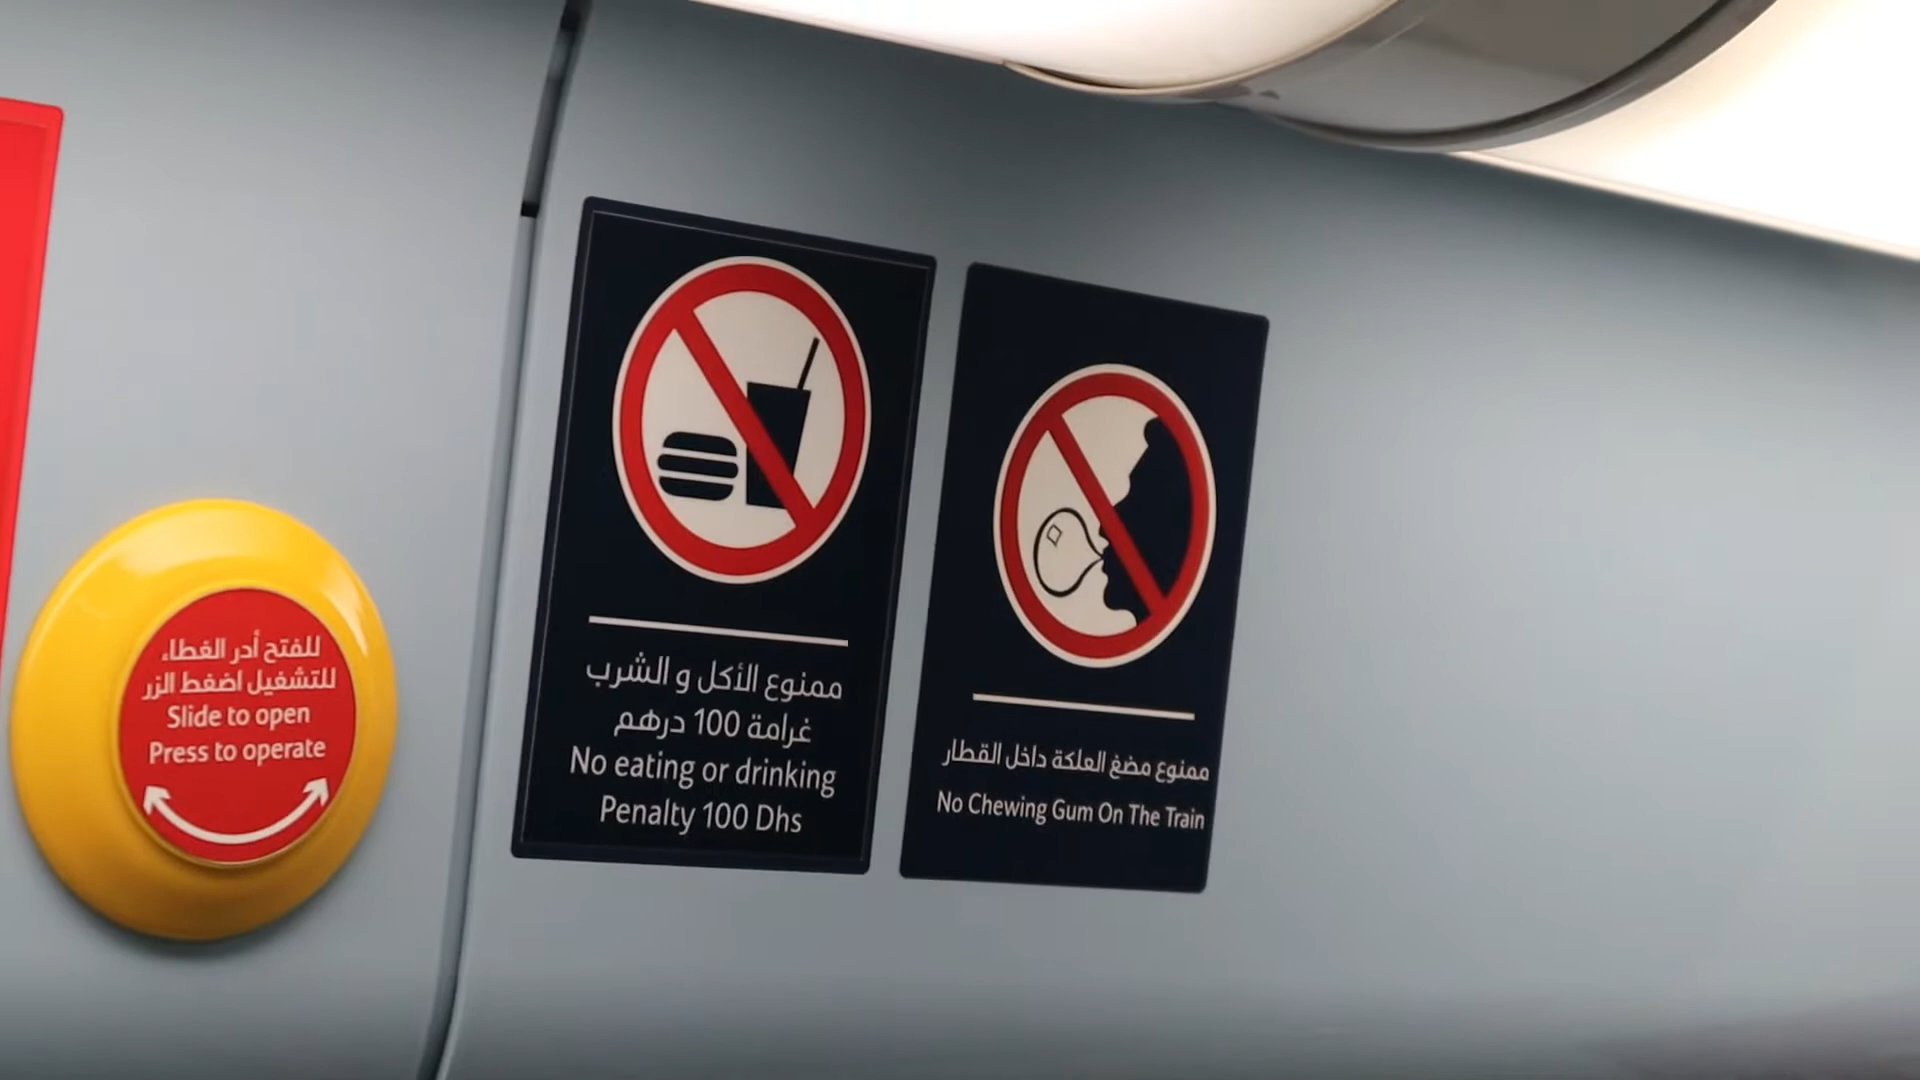 للفتح أدر الغطاء
للتشغيل اضغط الزر
Slide to open
Press to operate
ممنوع الأكل و الشرب
غرامة 100 درهم
No eating or drinking
Penalty 100 Dhs
ممنوع مضغ العلكة داخل القطار
No Chewing Gum On The Train